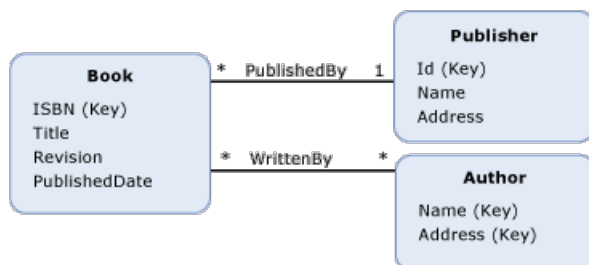 Book
ISBN (Key)
Title
Revision
PublishedDate
* PublishedBy 1
* WrittenBy *
Publisher
Id (Key)
Name
Address
Author
Name (Key)
Address (Key)